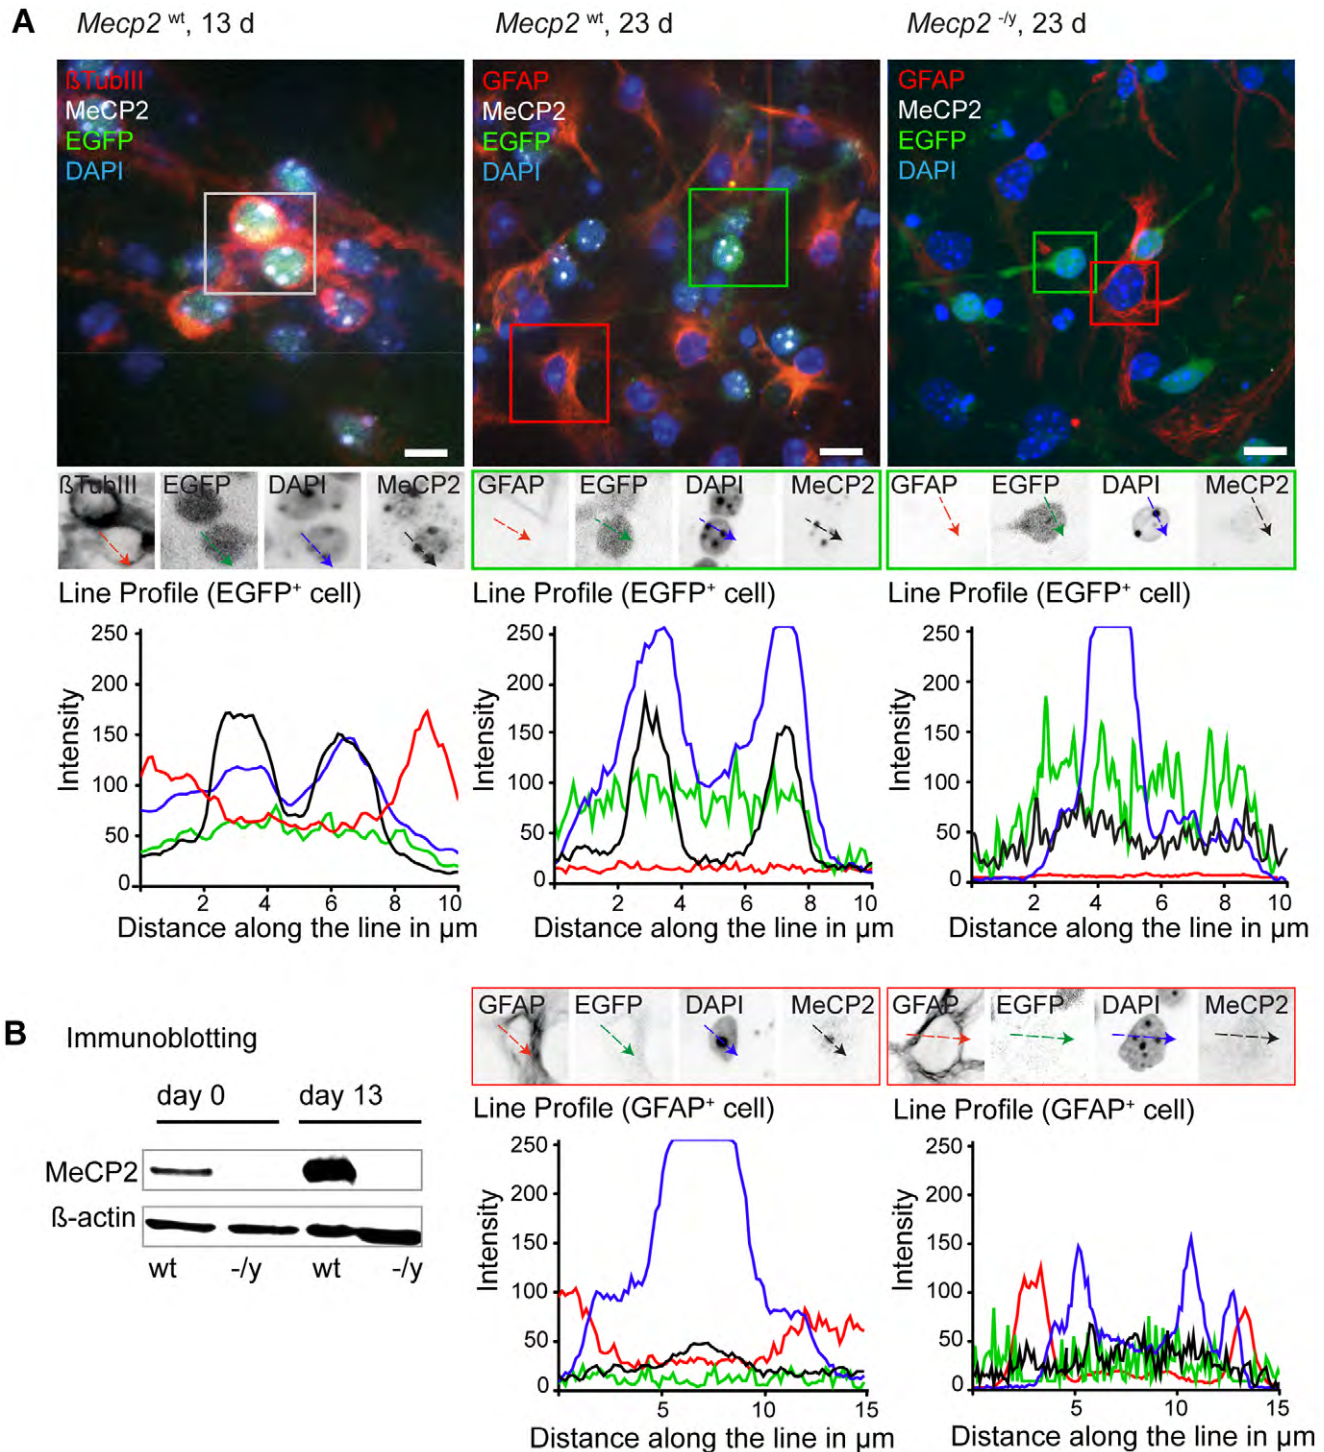 A
Mecp2 wt, 13 d
Mecp2 wt, 23 d
Mecp2 -/y, 23 d
ßTubIII
MeCP2
EGFP
DAPI
GFAP
MeCP2
EGFP
DAPI
GFAP
MeCP2
EGFP
DAPI
ßTubIII EGFP DAPI MeCP2
GFAP EGFP DAPI MeCP2
GFAP EGFP DAPI MeCP2
Line Profile (EGFP+ cell)
Intensity
250
200
150
100
50
0
2 4 6 8 10
Distance along the line in µm
Line Profile (EGFP+ cell)
Intensity
250
200
150
100
50
0
2 4 6 8 10
Distance along the line in µm
Line Profile (EGFP+ cell)
Intensity
250
200
150
100
50
0
2 4 6 8 10
Distance along the line in µm
B
Immunoblotting
day 0 day 13
MeCP2
ß-actin
wt -/y wt -/y
GFAP EGFP DAPI MeCP2
Line Profile (GFAP+ cell)
Intensity
250
200
150
100
50
0
5 10 15
Distance along the line in µm
GFAP EGFP DAPI MeCP2
Line Profile (GFAP+ cell)
Intensity
250
200
150
100
50
0
5 10 15
Distance along the line in µm